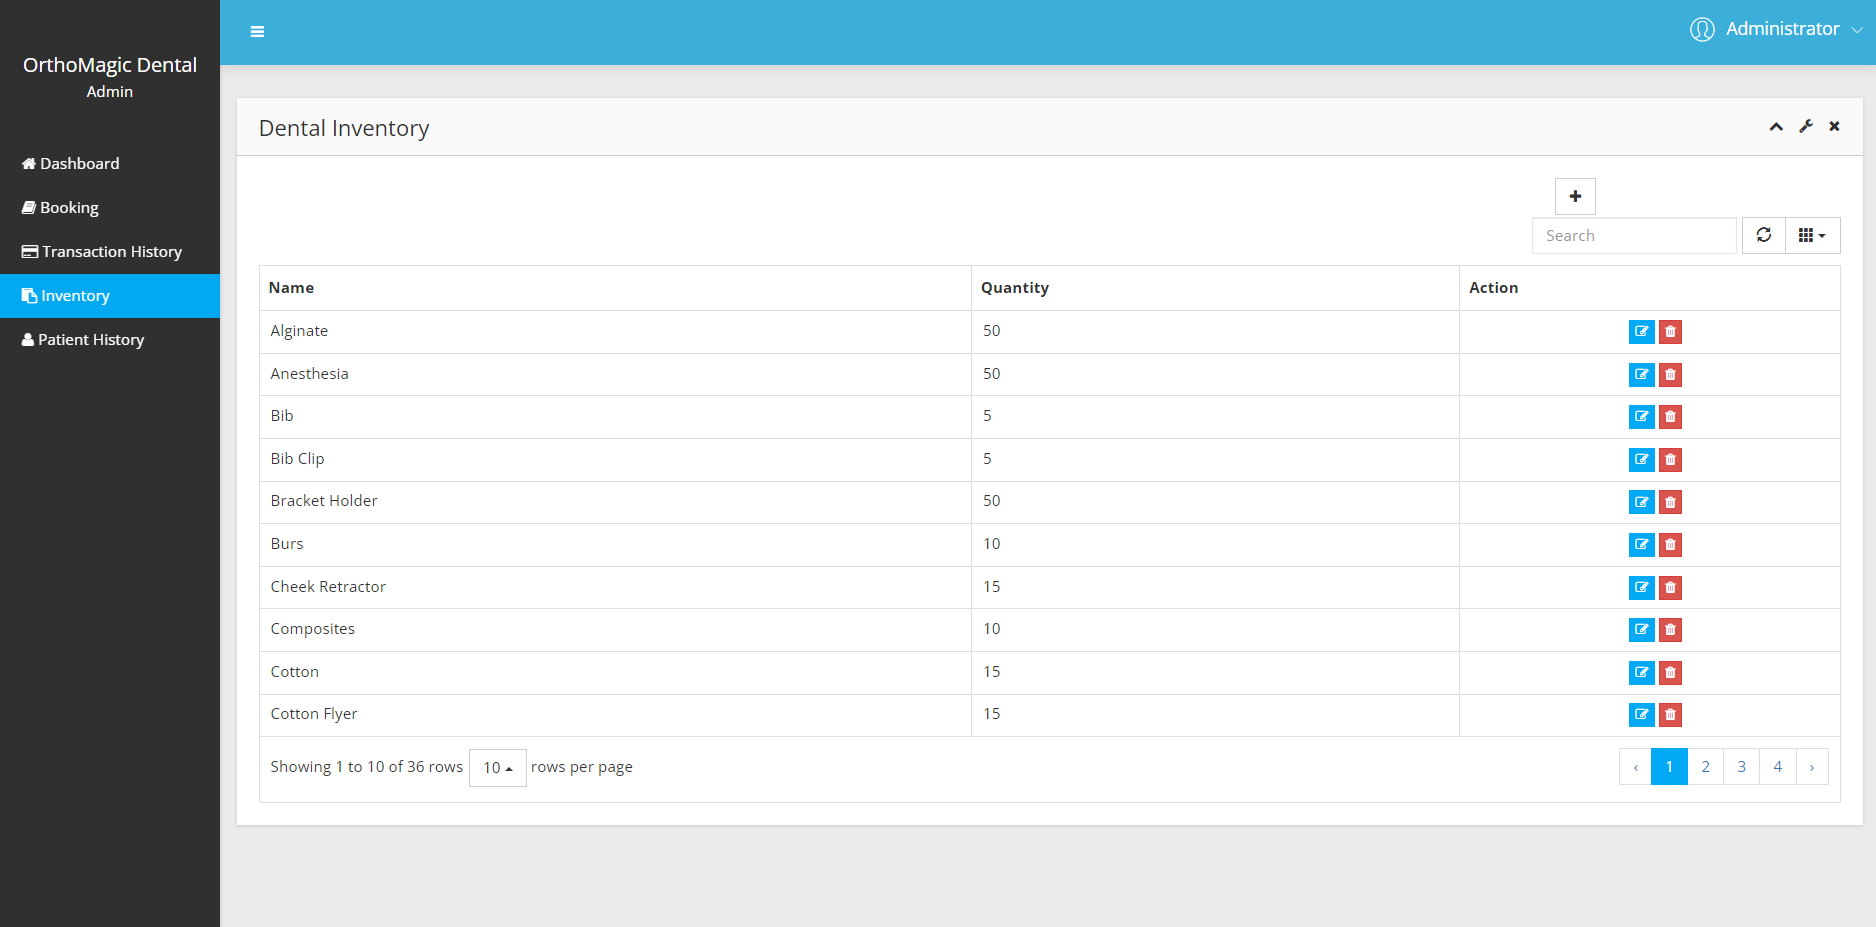 OrthoMagic Dental
Admin
Dashboard
Booking
Transaction History
Inventory
Patient History
Administrator
Dental Inventory
Search
Name Quantity Action
Alginate 50
Anesthesia 50
Bib 5
Bib Clip 5
Bracket Holder 50
Burs 10
Cheek Retractor 15
Composites 10
Cotton 15
Cotton Flyer 15
Showing 1 to 10 of 36 rows 10 rows per page ‹ 1 2 3 4 ›